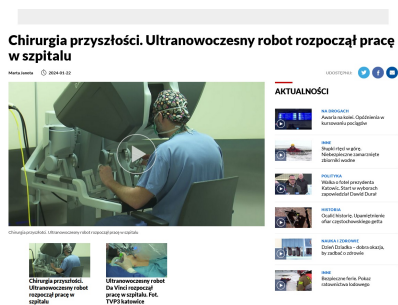 Chirurgia przyszłości. Ultranowoczesny robot rozpoczął pracę
w szpitalu
Marta Janota
2024-01-22
UDOSTĘPNIJ:
Chirurgia przyszłości. Ultranowoczesny robot rozpoczął pracę w szpitalu
Chirurgia przyszłości.
Ultranowoczesny robot
rozpoczął pracę w
szpitalu
Ultranowoczesny robot
Da Vinci rozpoczął
pracę w szpitalu. Fot.
TVP3 katowice
AKTUALNOŚCI
NA DROGACH
Awaria na kolei. Opóźnienia w
kursowaniu pociągów
INNE
Słupki rtęci w górę.
Niebezpieczne zamarznięte
zbiorniki wodne
POLITYKA
Walka o fotel prezydenta
Katowic. Start w wyborach
zapowiedział Dawid Durał
HISTORIA
Ocalić historię. Upamiętnienie
ofiar częstochowskiego getta
NAUKA I ZDROWIE
Dzień Dziadka – dobra okazja,
by zadbać o zdrowie
INNE
Bezpieczne ferie. Pokaz
ratownictwa lodowego